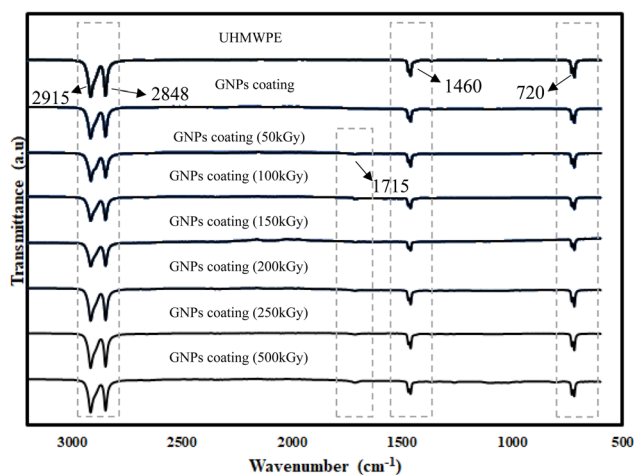 UHMWPE
2915
2848
GNPs coating
1460
720
GNPs coating (50kGy)
GNPs coating (100kGy)
1715
GNPs coating (150kGy)
GNPs coating (200kGy)
GNPs coating (250kGy)
GNPs coating (500kGy)
Transmittance (a.u)
3000 2500 2000 1500 1000 500
Wavenumber (cm-1)